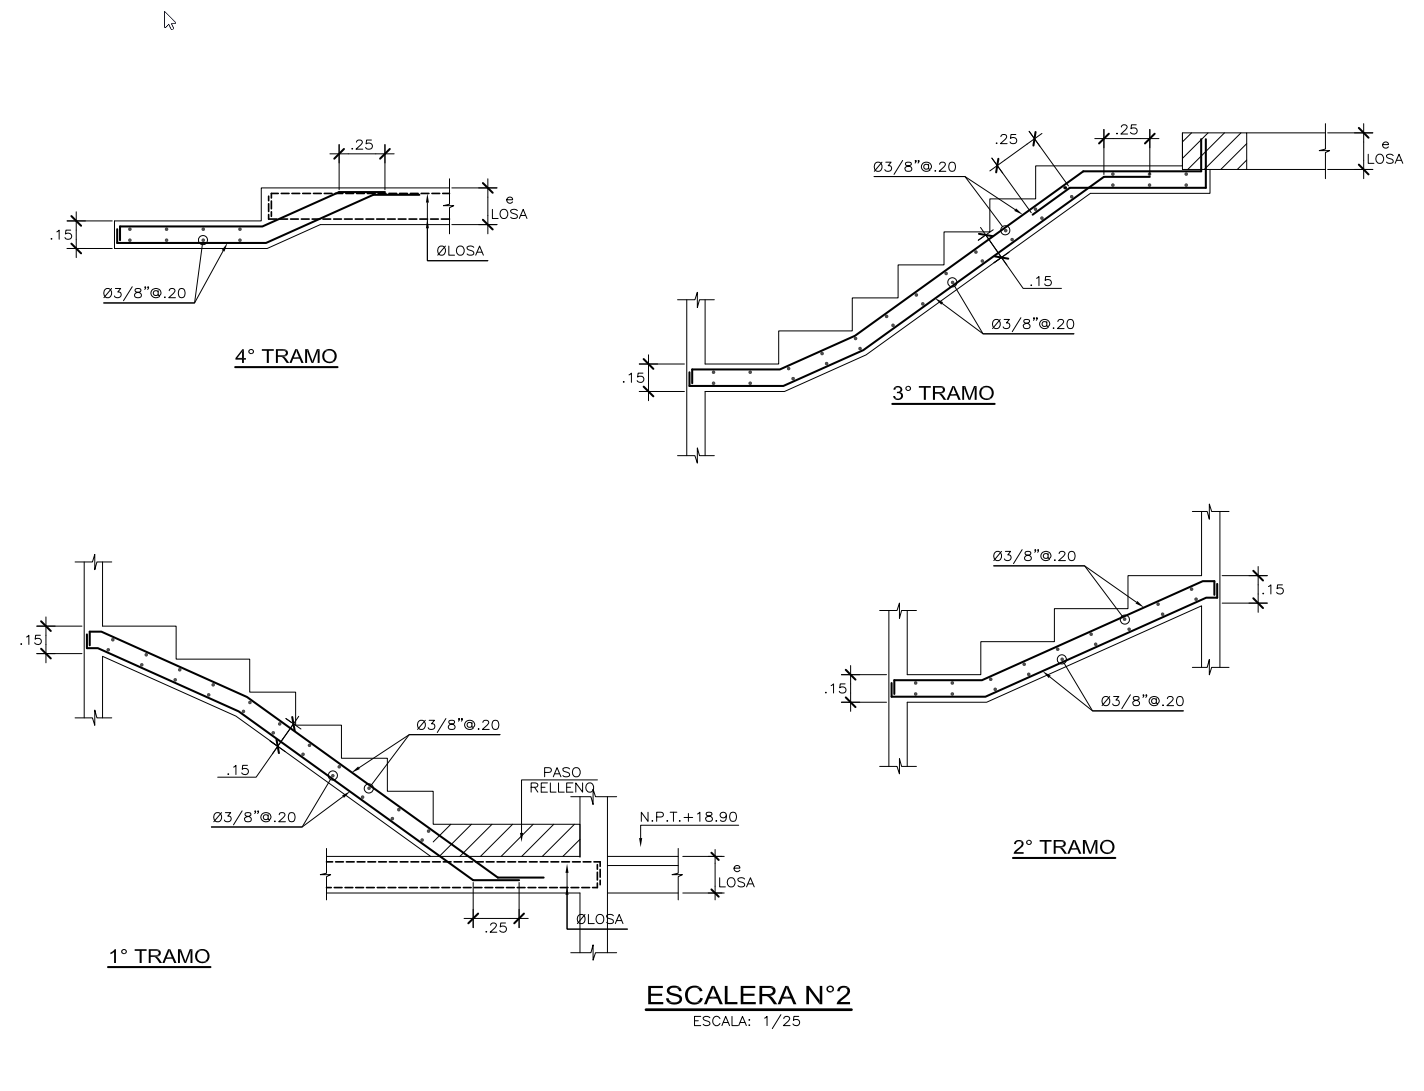 .25
e
LOSA
.15
ØLOSA
Ø3/8"@.20
4° TRAMO
.25
.25
e
LOSA
Ø3/8"@.20
.15
Ø3/8"@.20
.15
3° TRAMO
.15
Ø3/8"@.20
.15
Ø3/8"@.20
PASO
RELLENO
N.P.T.+18.90
e
LOSA
ØLOSA
.25
1° TRAMO
Ø3/8"@.20
.15
.15
Ø3/8"@.20
2° TRAMO
ESCALERA N°2
ESCALA: 1/25